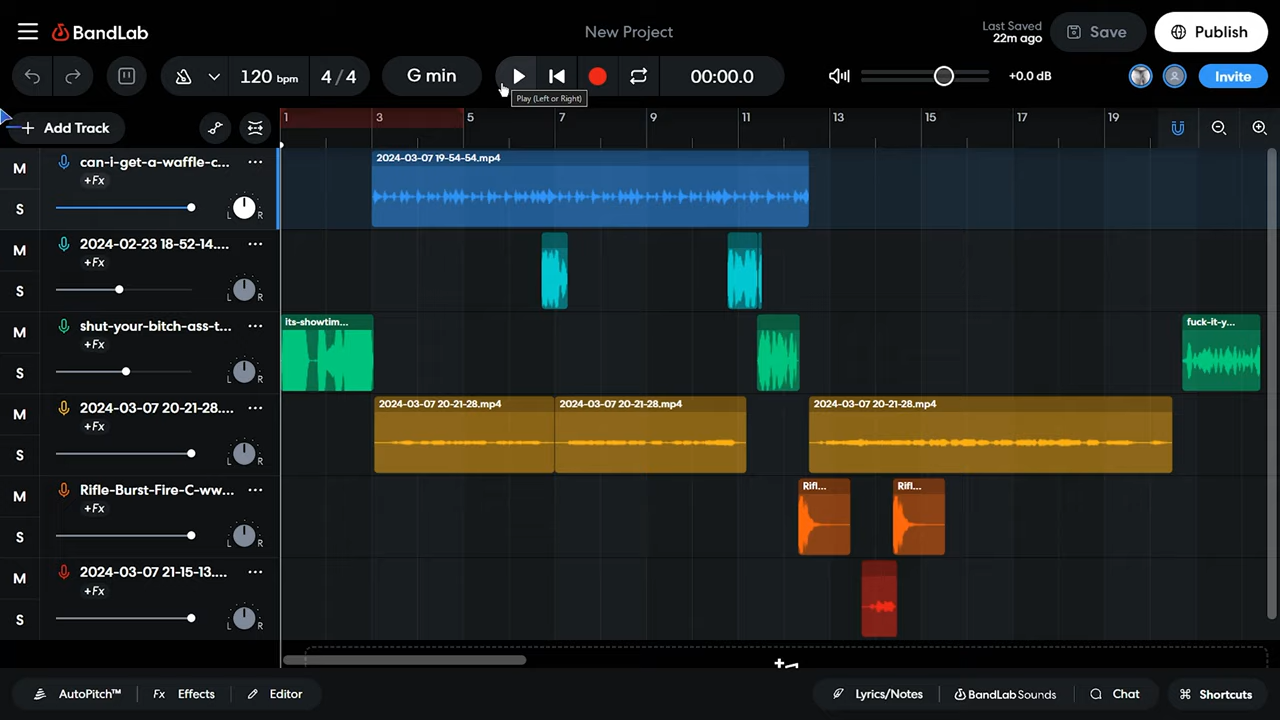 BandLab
New Project
Last Saved
22m ago
Save
Publish
120 bpm
4/4
G min
00:00.0
+0.0 dB
Invite
Play (Left or Right)
Add Track
1 3 5 7 9 11 13 15 17 19
M can-i-get-a-waffle-c... ...
+Fx
S L R
2024-03-07 19-54-54.mp4
M 2024-02-23 18-52-14.... ...
+Fx
S L R
M shut-your-bitch-ass-t... ...
+Fx
S L R
its-showtim...
fuck-it-y...
M 2024-03-07 20-21-28.... ...
+Fx
S L R
2024-03-07 20-21-28.mp4
2024-03-07 20-21-28.mp4
2024-03-07 20-21-28.mp4
M Rifle-Burst-Fire-C-ww... ...
+Fx
S L R
Rifl...
Rifl...
M 2024-03-07 21-15-13.... ...
+Fx
S L R
AutoPitch™
Fx Effects
Editor
Lyrics/Notes
BandLab Sounds
Chat
Shortcuts